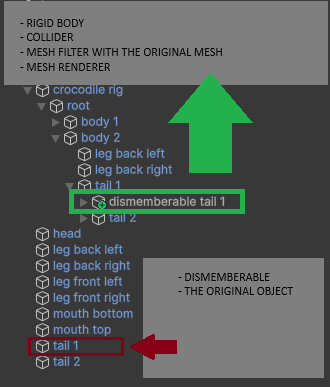 - RIGID BODY
- COLLIDER
- MESH FILTER WITH THE ORIGINAL MESH
- MESH RENDERER
crocodile rig
root
body 1
body 2
leg back left
leg back right
tail 1
dismemberable tail 1
tail 2
head
leg back left
leg back right
leg front left
leg front right
mouth bottom
mouth top
tail 1
tail 2
- DISMEMBERABLE
- THE ORIGINAL OBJECT